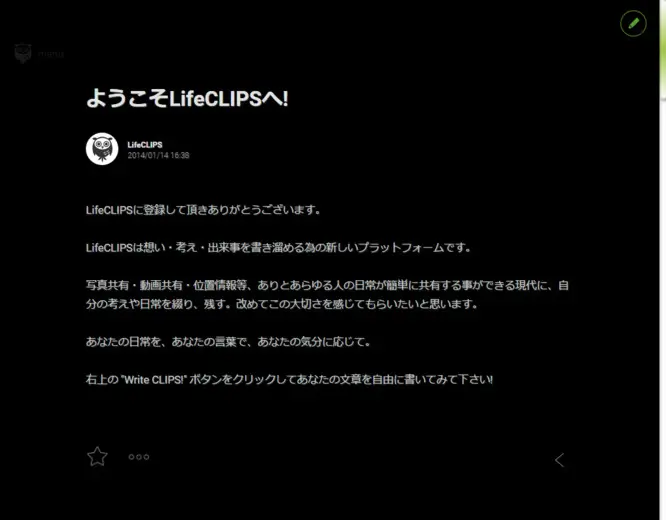 menu
ようこそLifeCLIPSへ!
LifeCLIPS
2014/01/14 16:38
LifeCLIPSに登録して頂きありがとうございます。
LifeCLIPSは想い・考え・出来事を書き溜める為の新しいプラットフォームです。
写真共有・動画共有・位置情報等、ありとあらゆる人の日常が簡単に共有する事ができる現代に、自
分の考えや日常を綴り、残す。改めてこの大切さを感じてもらいたいと思います。
あなたの日常を、あなたの言葉で、あなたの気分に応じて。
右上の "Write CLIPS!" ボタンをクリックしてあなたの文章を自由に書いてみて下さい!